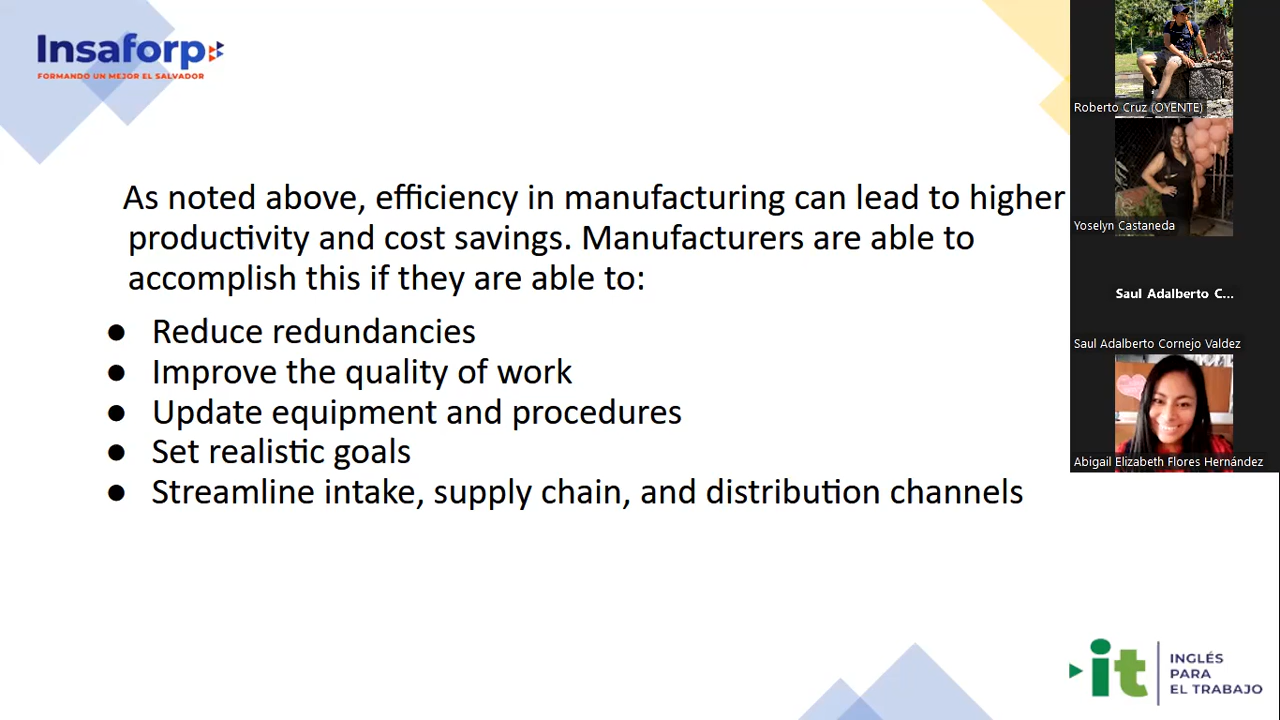 Insaforp
FORMANDO UN MEJOR EL SALVADOR
As noted above, efficiency in manufacturing can lead to higher
productivity and cost savings. Manufacturers are able to
accomplish this if they are able to:
● Reduce redundancies
● Improve the quality of work
● Update equipment and procedures
● Set realistic goals
● Streamline intake, supply chain, and distribution channels
Roberto Cruz (OYENTE)
Yoselyn Castaneda
Saul Adalberto C...
Saul Adalberto Cornejo Valdez
Abigail Elizabeth Flores Hernández
it
INGLÉS
PARA
EL TRABAJO